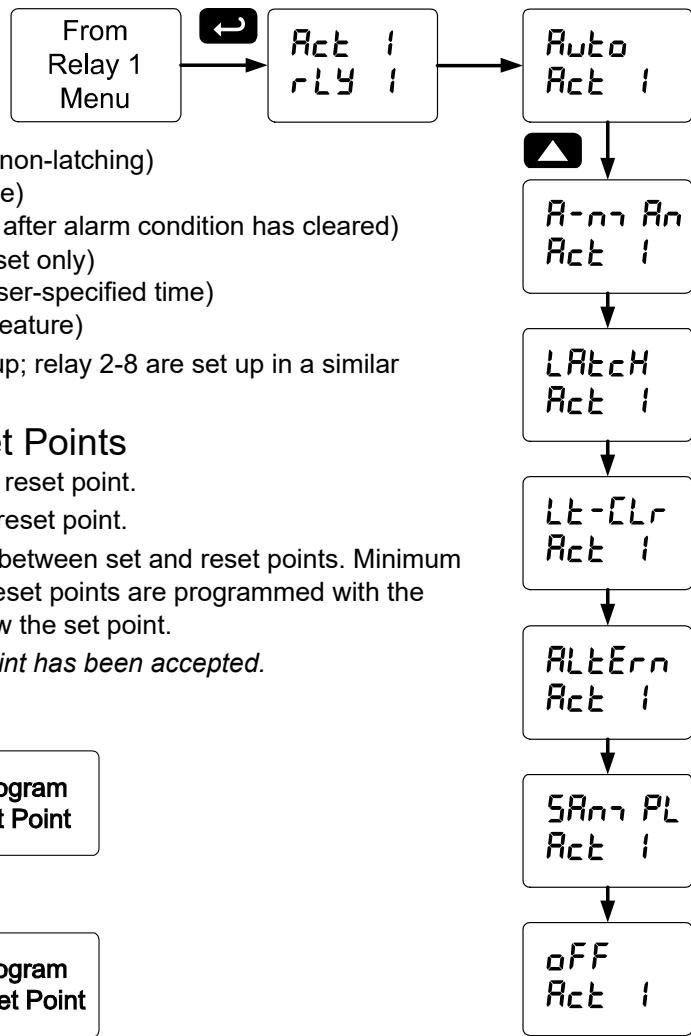 From
Relay 1
Menu
Act 1
rLY 1
Auto
Act 1
non-latching)
e)
after alarm condition has cleared)
set only)
ser-specified time)
eature)
up; relay 2-8 are set up in a similar
A-m An
Act 1
LAtcH
Act 1
Lt-CLr
Act 1
ALtErn
Act 1
SAm PL
Act 1
oFF
Act 1
et Points
reset point.
reset point.
between set and reset points. Minimum
eset points are programmed with the
w the set point.
int has been accepted.
ogram
t Point
ogram
et Point